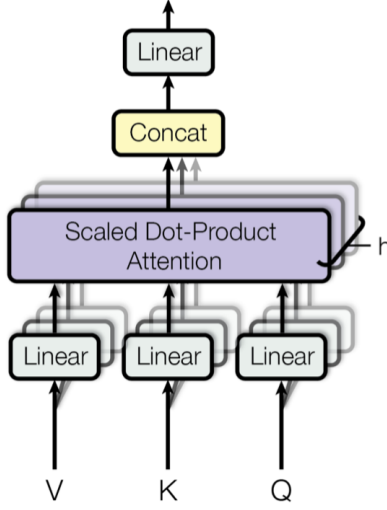 Linear
Concat
Scaled Dot-Product
Attention
h
Linear Linear Linear
V K Q